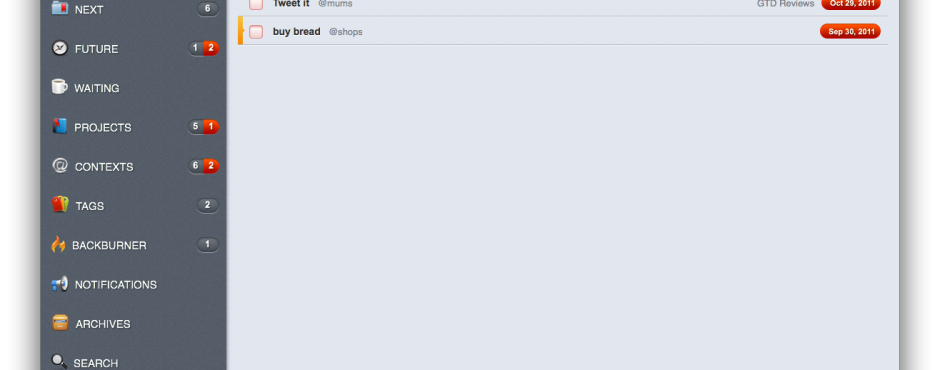 NEXT 6
Tweet it @mums GTD Reviews Oct 29, 2011
FUTURE 1 2
buy bread @shops Sep 30, 2011
WAITING
PROJECTS 5 1
CONTEXTS 6 2
TAGS 2
BACKBURNER 1
NOTIFICATIONS
ARCHIVES
SEARCH